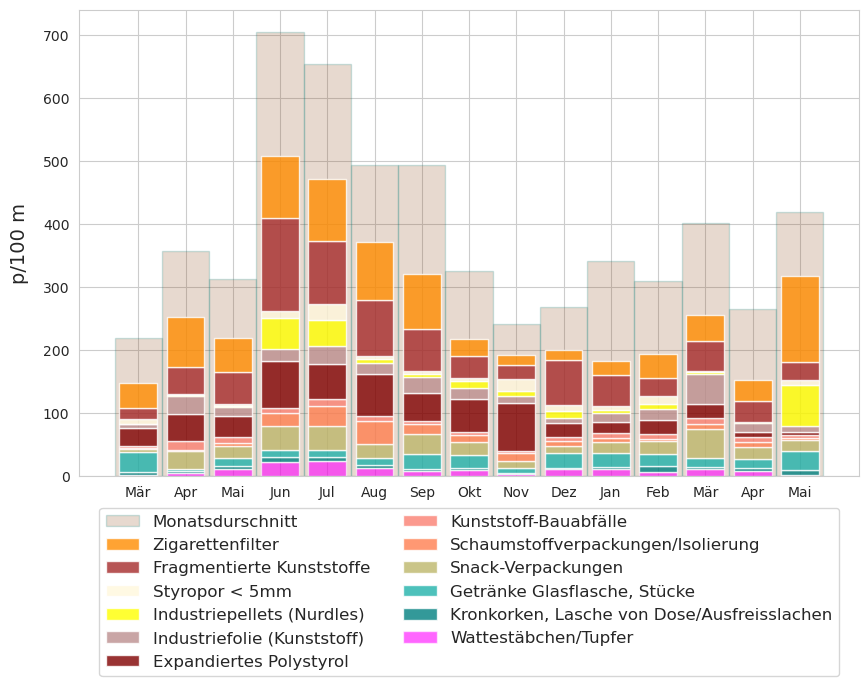 700
600
500
400
300
200
100
0
p/100 m
Mär Apr Mai Jun Jul Aug Sep Okt Nov Dez Jan Feb Mär Apr Mai
Monatsdurschnitt
Zigarettenfilter
Fragmentierte Kunststoffe
Styropor < 5mm
Industriepellets (Nurdles)
Industriefolie (Kunststoff)
Expandiertes Polystyrol
Kunststoff-Bauabfälle
Schaumstoffverpackungen/Isolierung
Snack-Verpackungen
Getränke Glasflasche, Stücke
Kronkorken, Lasche von Dose/Ausfreisslachen
Wattestäbchen/Tupfer